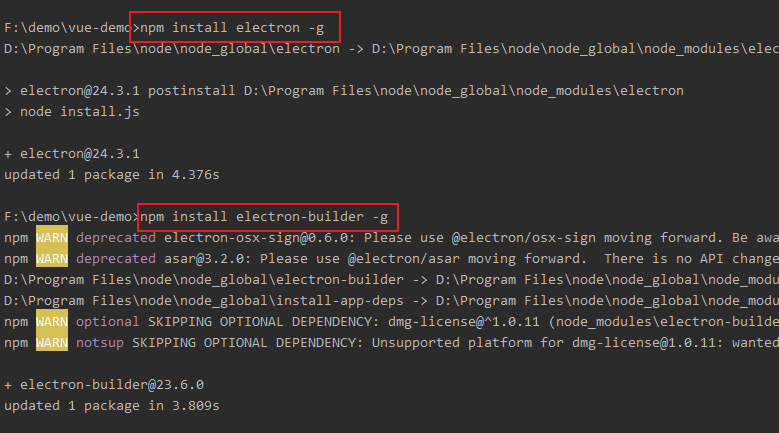 F:\demo\vue-demo>npm install electron -g
D:\Program Files\node\node_global\electron -> D:\Program Files\node\node_global\node_modules\elec
> electron@24.3.1 postinstall D:\Program Files\node\node_global\node_modules\electron
> node install.js
+ electron@24.3.1
updated 1 package in 4.376s
F:\demo\vue-demo>npm install electron-builder -g
npm WARN deprecated electron-osx-sign@0.6.0: Please use @electron/osx-sign moving forward. Be awa
npm WARN deprecated asar@3.2.0: Please use @electron/asar moving forward.  There is no API change
D:\Program Files\node\node_global\electron-builder -> D:\Program Files\node\node_global\node_modu
D:\Program Files\node\node_global\install-app-deps -> D:\Program Files\node\node_global\node_modu
npm WARN optional SKIPPING OPTIONAL DEPENDENCY: dmg-license@^1.0.11 (node_modules\electron-builde
npm WARN notsup SKIPPING OPTIONAL DEPENDENCY: Unsupported platform for dmg-license@1.0.11: wanted
+ electron-builder@23.6.0
updated 1 package in 3.809s